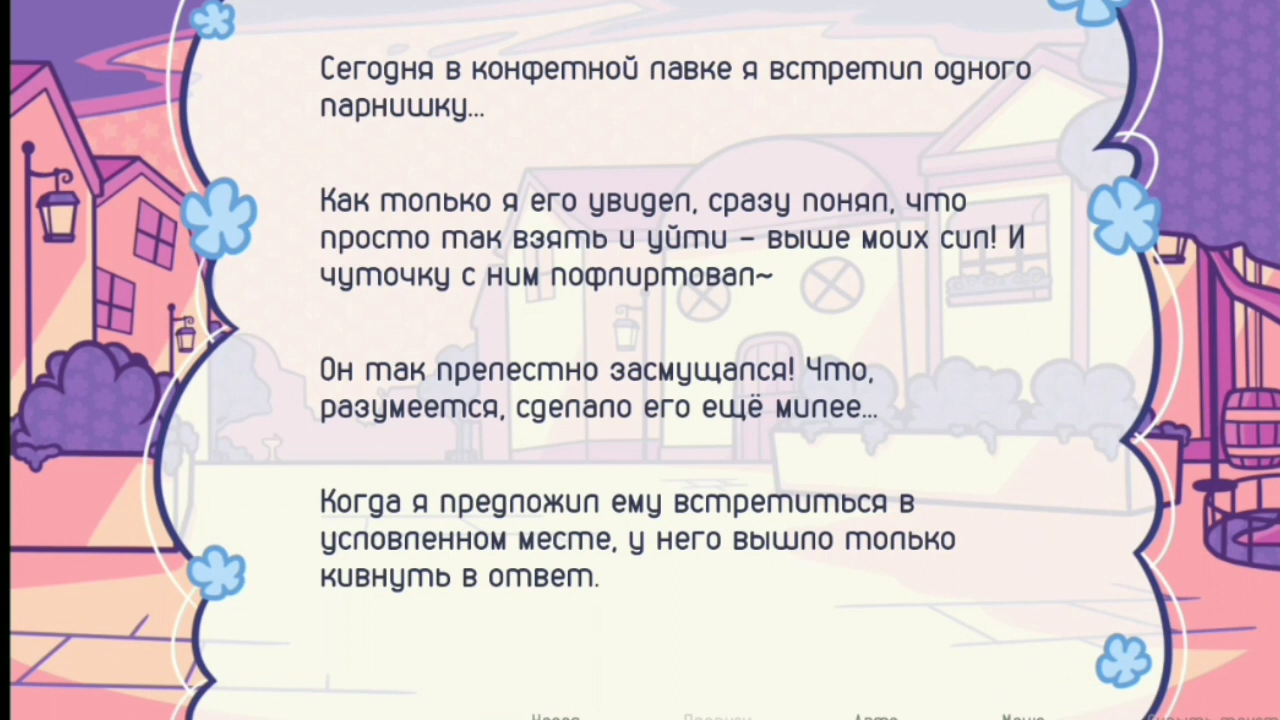 Сегодня в конфетной лавке я встретил одного
парнишку...
Как только я его увидел, сразу понял, что
просто так взять и уйти – выше моих сил! И
чуточку с ним пофлиртовал~
Он так прелестно засмущался! Что,
разумеется, сделало его ещё милее...
Когда я предложил ему встретиться в
условленном месте, у него вышло только
кивнуть в ответ.